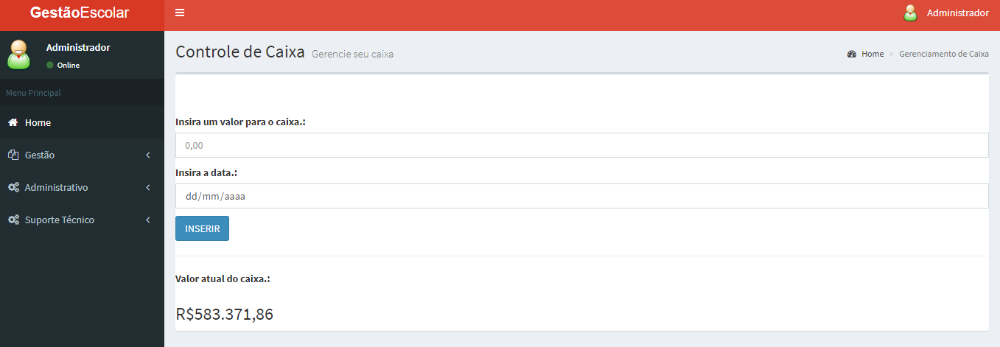 GestãoEscolar
Administrador
Administrador
Online
Menu Principal
Home
Gestão
Administrativo
Suporte Técnico
Controle de Caixa Gerencie seu caixa
Home > Gerenciamento de Caixa
Insira um valor para o caixa.:
0,00
Insira a data.:
dd/mm/aaaa
INSERIR
Valor atual do caixa.:
R$583.371,86